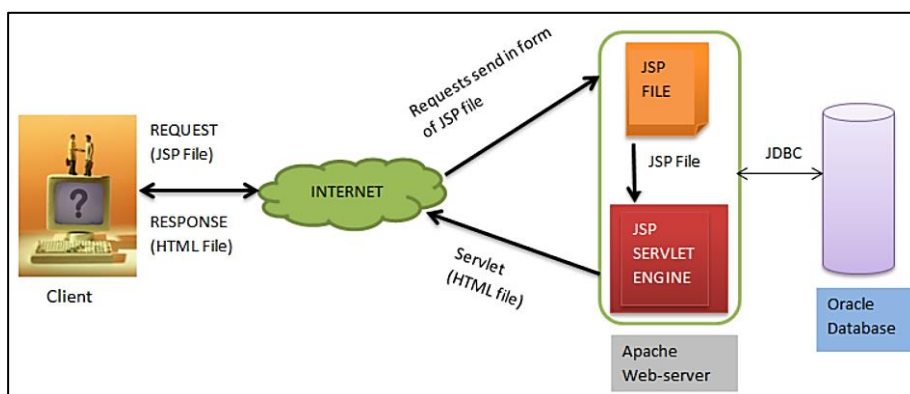 REQUEST
(JSP File)
RESPONSE
(HTML File)
?
Client
INTERNET
Requests send in form
of JSP file
Servlet
(HTML file)
JSP
FILE
JSP File
JSP
SERVLET
ENGINE
Apache
Web-server
JDBC
Oracle
Database